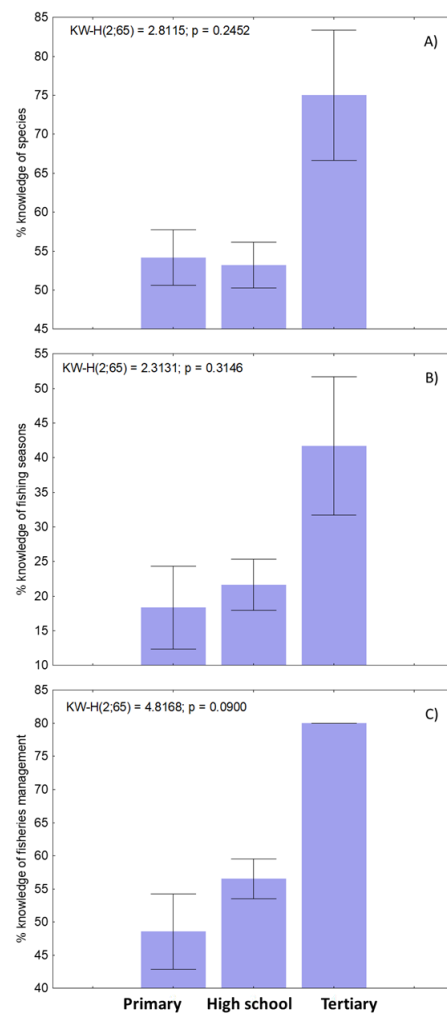 KW-H(2;65) = 2.8115; p = 0.2452
A)
85
80
75
70
65
60
55
50
45
% knowledge of species
KW-H(2;65) = 2.3131; p = 0.3146
B)
55
50
45
40
35
30
25
20
15
10
% knowledge of fishing seasons
KW-H(2;65) = 4.8168; p = 0.0900
C)
85
80
75
70
65
60
55
50
45
40
% knowledge of fisheries management
Primary High school Tertiary